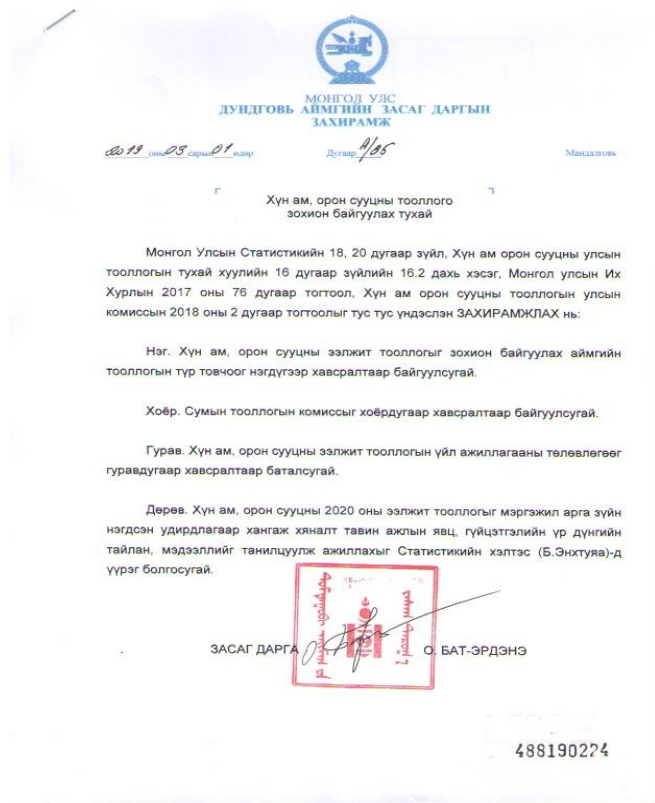 МОНГОЛ УЛС
ДУНДГОВЬ АЙМГИЙН ЗАСАГ ДАРГЫН
ЗАХИРАМЖ
2019 оны 03 сарын 01 өдөр Дугаар А/85 Мандалговь
Хүн ам, орон сууцны тооллого
зохион байгуулах тухай
Монгол Улсын Статистикийн 18, 20 дугаар зүйл, Хүн ам орон сууцны улсын
тооллогын тухай хуулийн 16 дугаар зүйлийн 16.2 дахь хэсэг, Монгол улсын Их
Хурлын 2017 оны 76 дугаар тогтоол, Хүн ам орон сууцны тооллогын улсын
комиссын 2018 оны 2 дугаар тогтоолыг тус тус үндэслэн ЗАХИРАМЖЛАХ нь:
Нэг. Хүн ам, орон сууцны ээлжит тооллогыг зохион байгуулах аймгийн
тооллогын түр товчоог нэгдүгээр хавсралтаар байгуулсугай.
Хоёр. Сумын тооллогын комиссыг хоёрдугаар хавсралтаар байгуулсугай.
Гурав. Хүн ам, орон сууцны ээлжит тооллогын үйл ажиллагааны төлөвлөгөөг
гуравдугаар хавсралтаар баталсугай.
Дөрөв. Хүн ам, орон сууцны 2020 оны ээлжит тооллогыг мэргэжил арга зүйн
нэгдсэн удирдлагаар хангаж хяналт тавин ажлын явц, гүйцэтгэлийн үр дүнгийн
тайлан, мэдээллийг танилцуулж ажиллахыг Статистикийн хэлтэс (Б.Энхтуяа)-д
үүрэг болгосугай.
ЗАСАГ ДАРГА О. БАТ-ЭРДЭНЭ
488190224